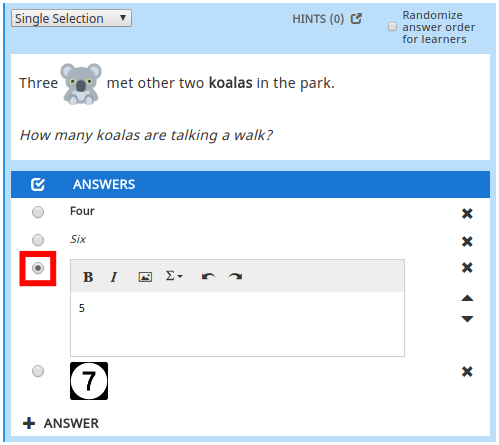 Single Selection
HINTS (0)
Randomize
answer order
for learners
Three met other two koalas in the park.
How many koalas are talking a walk?
ANSWERS
Four
Six
B I Σ
5
7
ANSWER